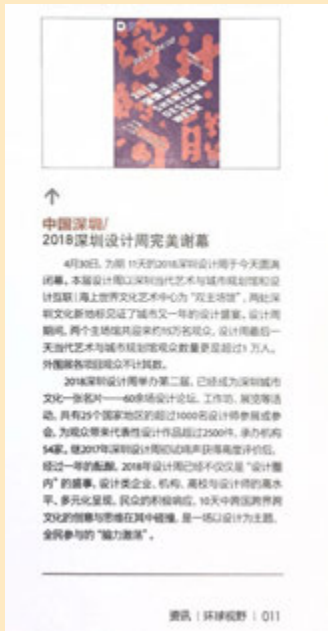 2018
SHENZHEN
DESIGN
WEEK
中国深圳/
2018深圳设计周完美谢幕
4月30日，为期11天的2018深圳设计周于今天圆满
闭幕。本届设计周以深圳当代艺术与城市规划馆和设
计互联|海上世界文化艺术中心为“双主场馆”，两处深
圳文化新地标见证了城市又一年的设计盛宴。设计周
期间，两个主场馆共迎来约15万名观众，设计周最后一
天当代艺术与城市规划馆观众数量更是超过1万人，
外围展各项目观众不计其数。
2018深圳设计周举办第二届，已经成为深圳城市
文化一张名片——60余场设计论坛、工作坊、展览等活
动，共有25个国家地区的超过1000名设计师参展或参
会，为观众带来代表性设计作品超过2500件，承办机构
54家。继2017年深圳设计周初试啼声获得高度评价后，
经过一年的酝酿，2018年设计周已经不仅仅是“设计圈
内”的盛事，设计类企业、机构、高校与设计师的高水
平、多元化呈现，民众的积极响应，10天中跨国跨界跨
文化的创意与思维在其中碰撞，是一场以设计为主题，
全民参与的“脑力激荡”。
资讯 | 环球视野 | 011